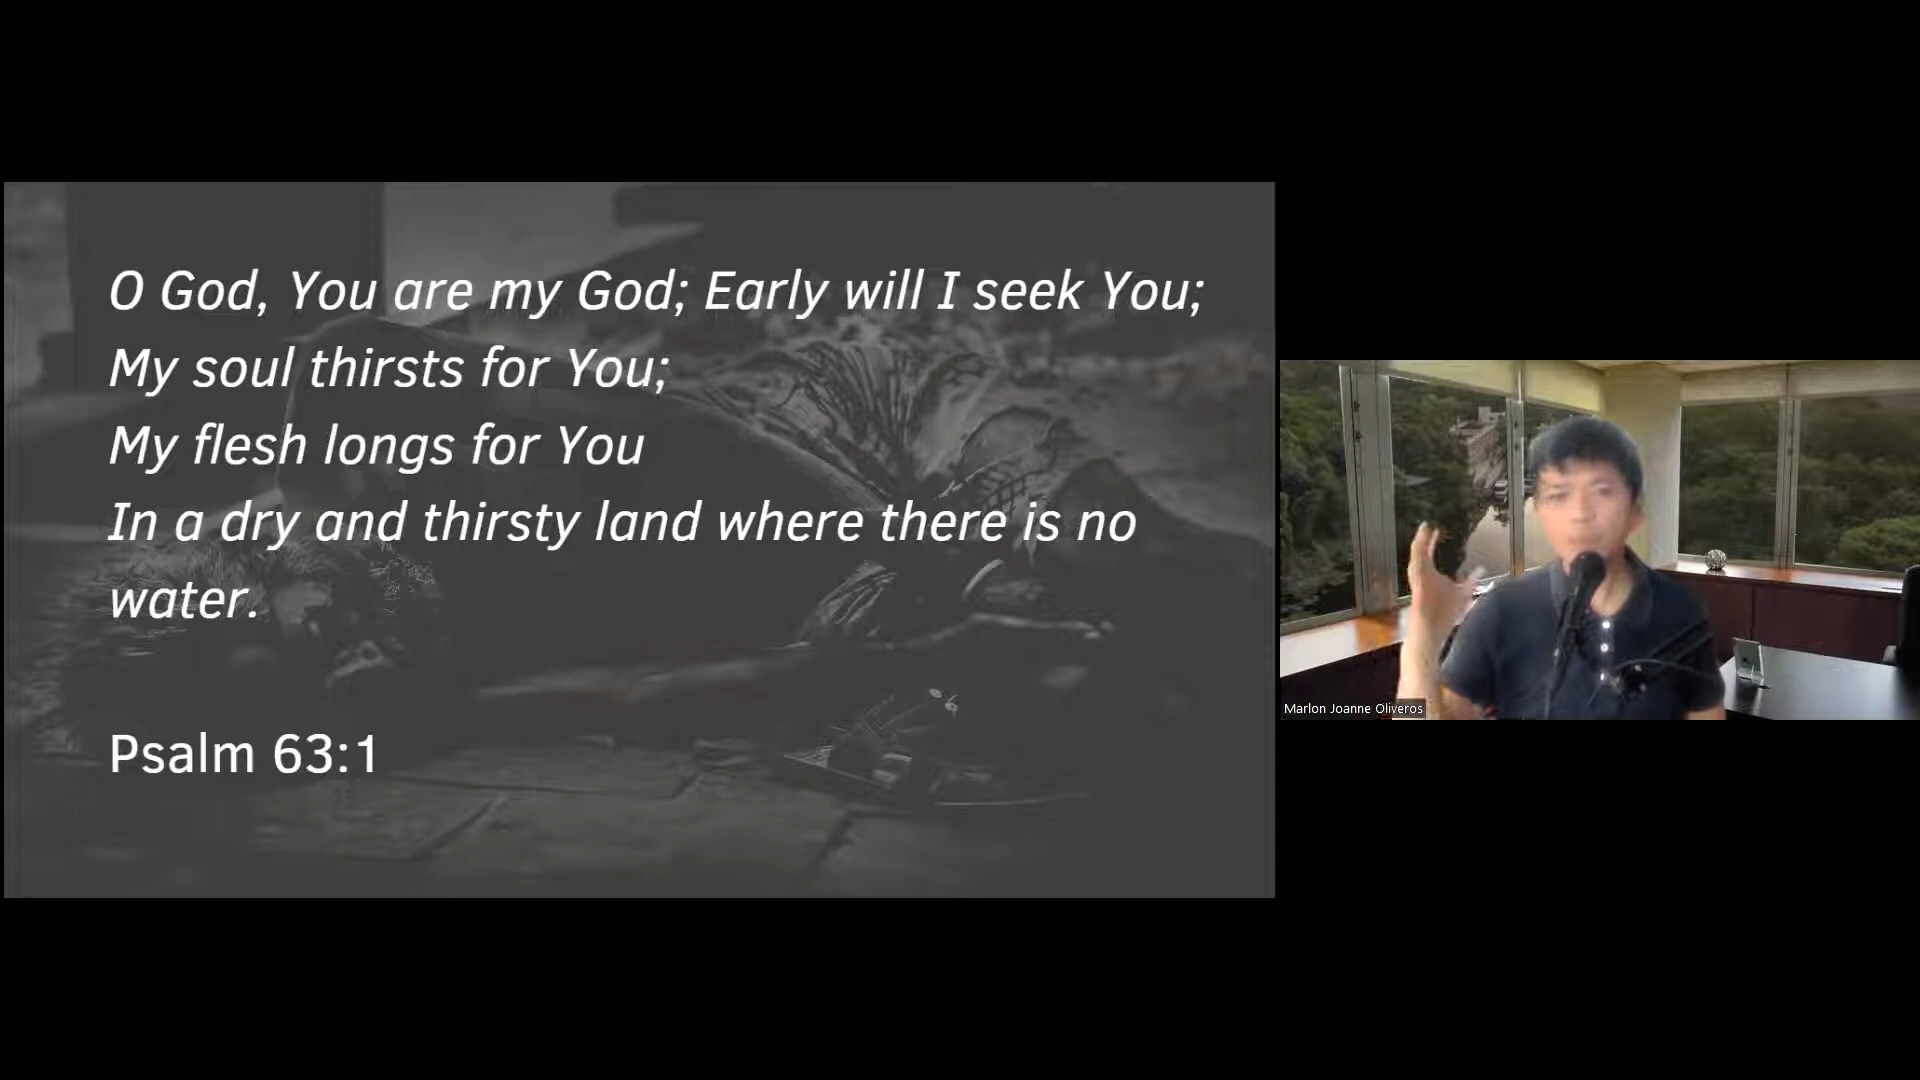 O God, You are my God; Early will I seek You;
My soul thirsts for You;
My flesh longs for You
In a dry and thirsty land where there is no
water.
Psalm 63:1
Marlon Joanne Oliveros